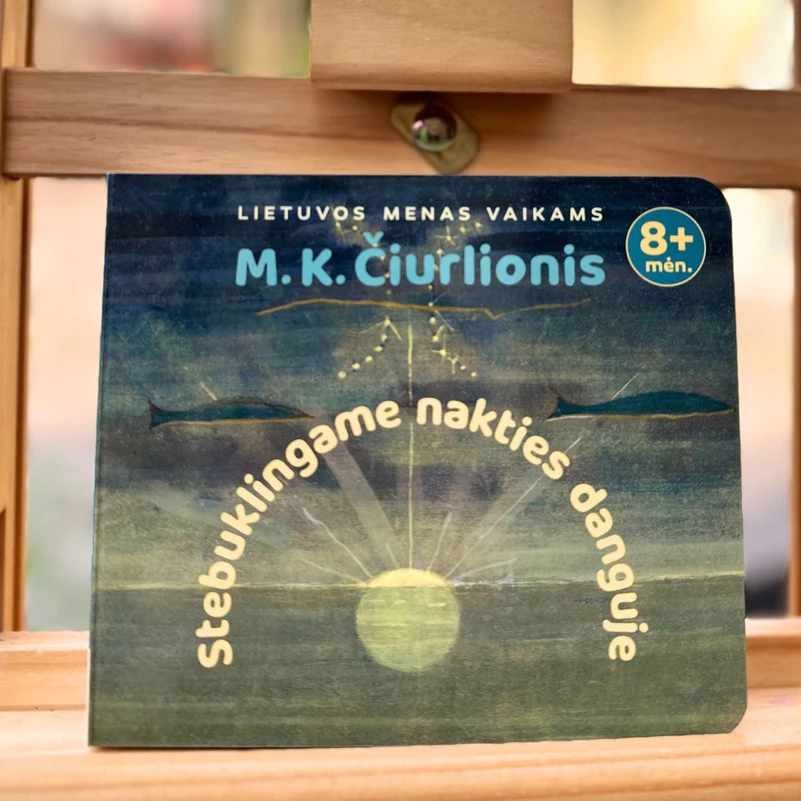 LIETUVOS MENAS VAIKAMS
M. K. Čiurlionis
8+
mėn.
Stebuklingame nakties danguje